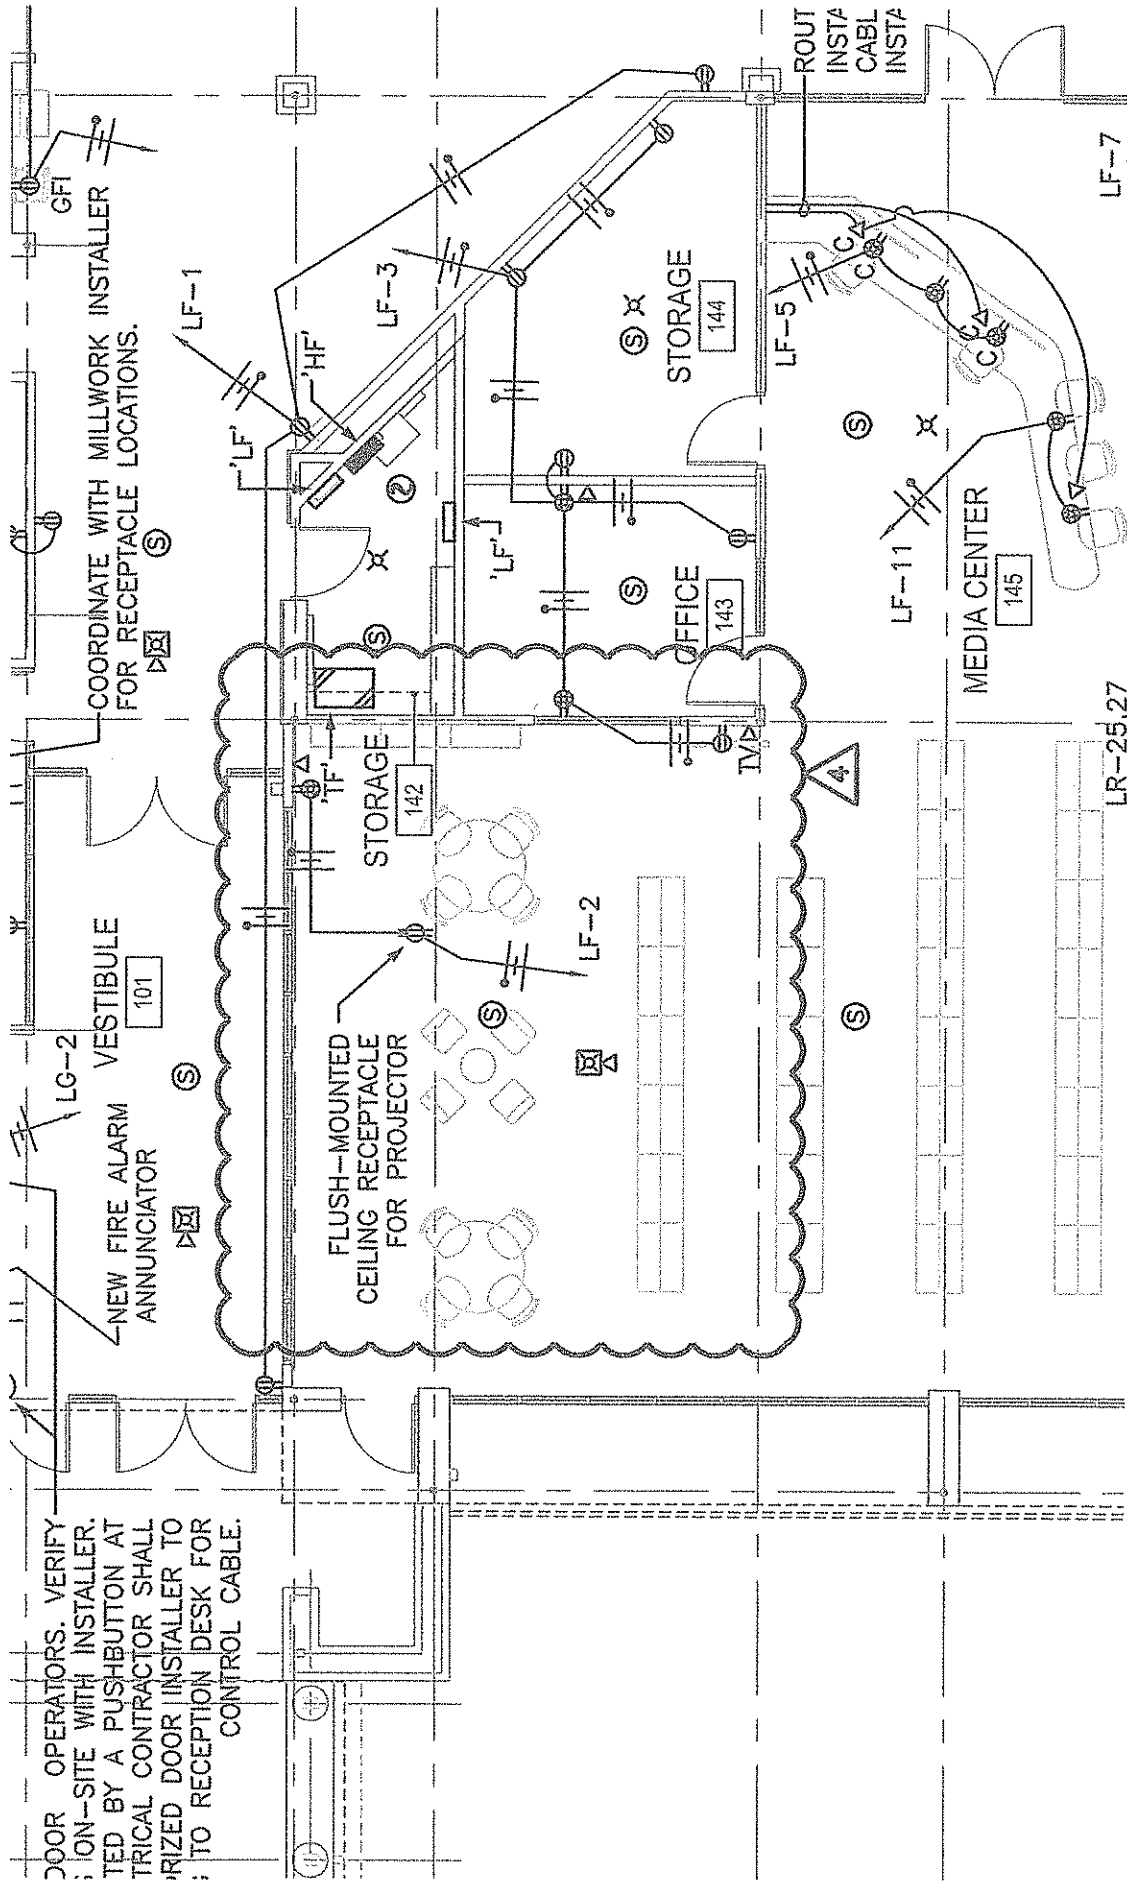 DOOR OPERATORS. VERIFY
ON-SITE WITH INSTALLER.
TED BY A PUSHBUTTON AT
TRICAL CONTRACTOR SHALL
RIZED DOOR INSTALLER TO
TO RECEPTION DESK FOR
CONTROL CABLE.
NEW FIRE ALARM
ANNUNCIATOR
LG-2
VESTIBULE
101
COORDINATE WITH MILLWORK INSTALLER
FOR RECEPTACLE LOCATIONS.
GFI
S
S
LF-1
'LF'
'HF'
LF-3
2
S
'TF'
STORAGE
142
FLUSH-MOUNTED
CEILING RECEPTACLE
FOR PROJECTOR
LF-2
S
'LF'
S
OFFICE
143
S
STORAGE
144
TV
4
LF-5
ROUT
INSTA
CABL
INSTA
C
C
C
C
S
S
LF-11
MEDIA CENTER
145
LR-25,27
LF-7